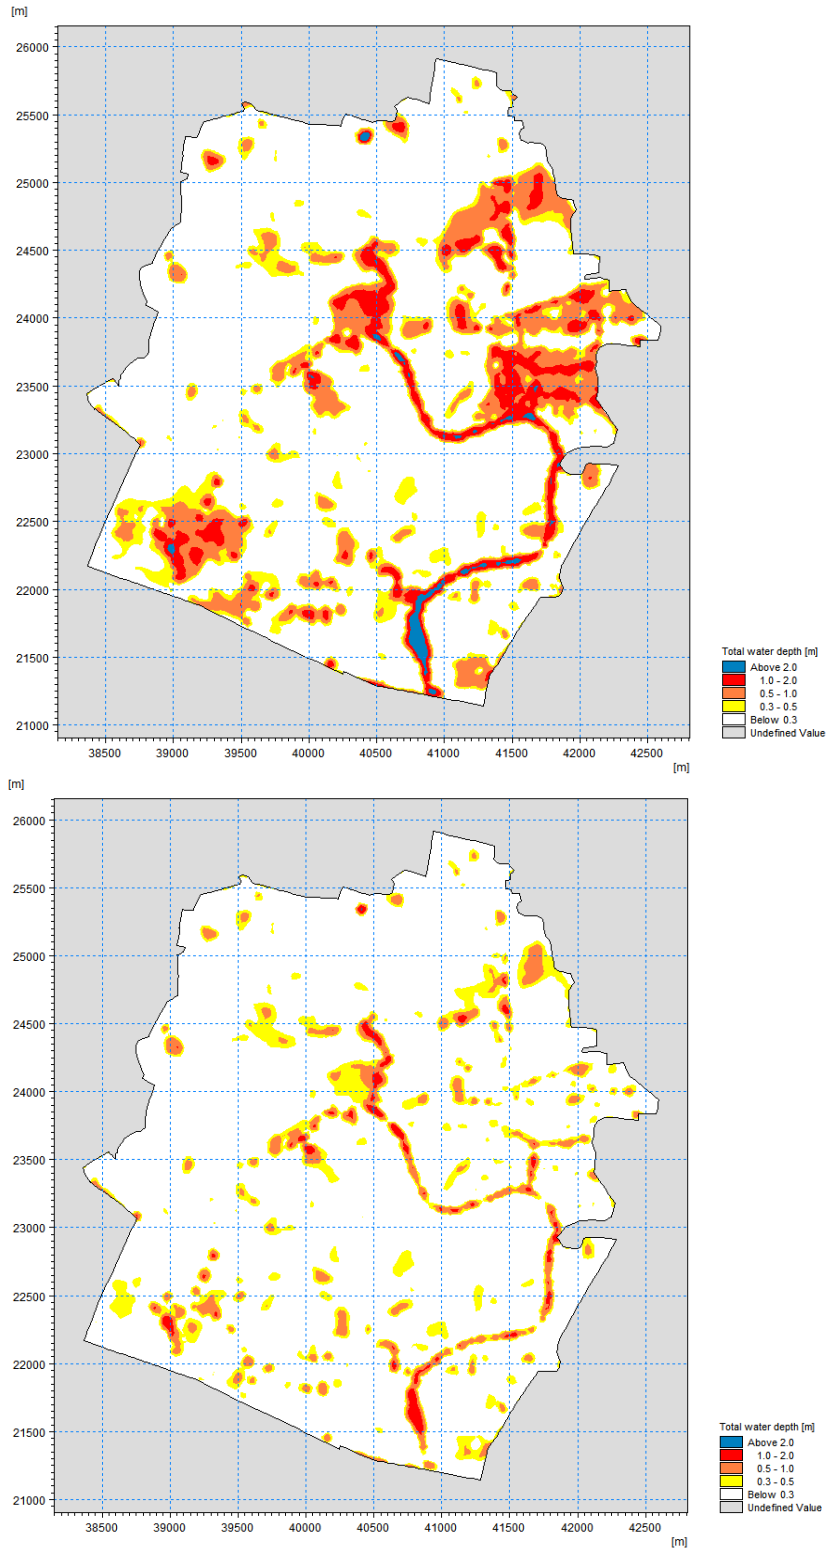 [m]
26000
25500
25000
24500
24000
23500
23000
22500
22000
21500
21000
38500 39000 39500 40000 40500 41000 41500 42000 42500
[m]
Total water depth [m]
Above 2.0
1.0 - 2.0
0.5 - 1.0
0.3 - 0.5
Below 0.3
Undefined Value
[m]
26000
25500
25000
24500
24000
23500
23000
22500
22000
21500
21000
38500 39000 39500 40000 40500 41000 41500 42000 42500
[m]
Total water depth [m]
Above 2.0
1.0 - 2.0
0.5 - 1.0
0.3 - 0.5
Below 0.3
Undefined Value